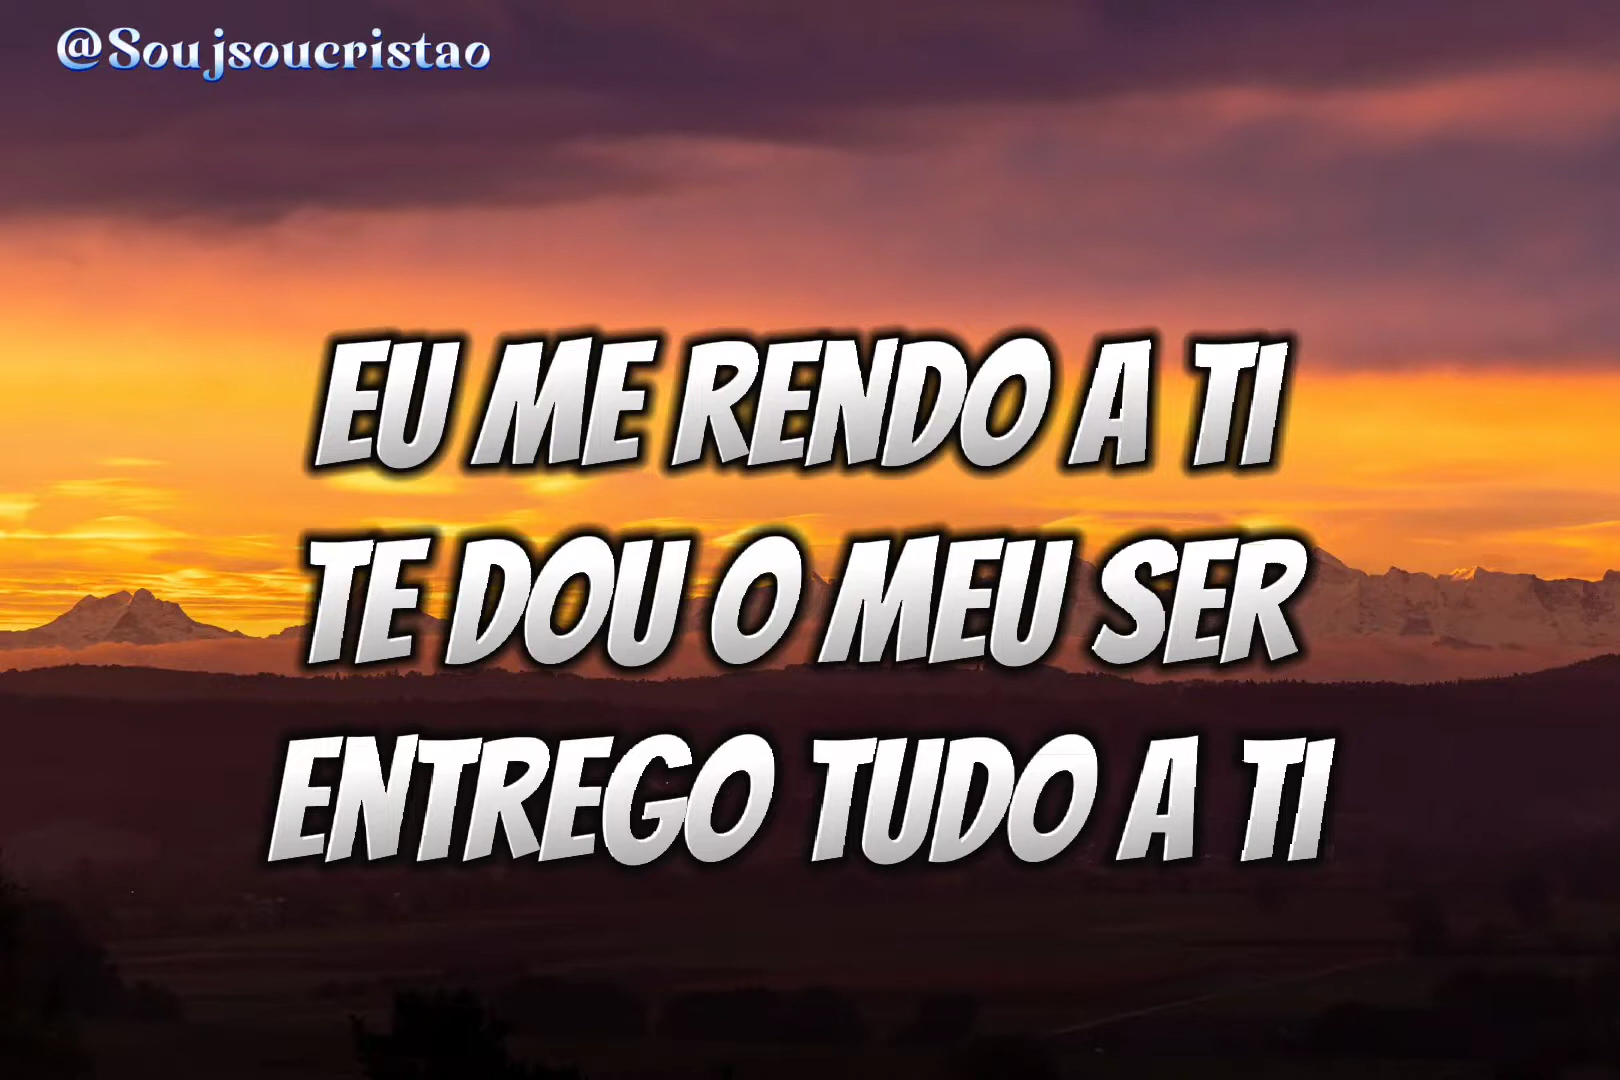 @Soujsoucristao
EU ME RENDO A TI
TE DOU O MEU SER
ENTREGO TUDO A TI